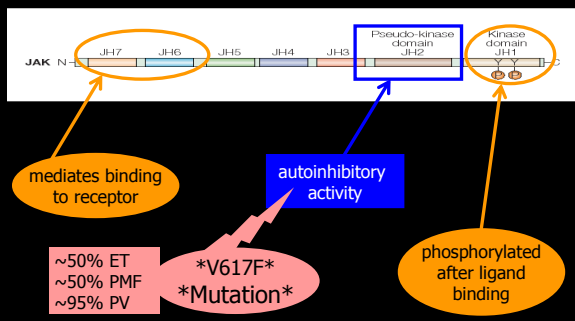 Pseudo-kinase
domain
JH2
Kinase
domain
JH1
JH7
JH6
JH5
JH4
JH3
JAK N
C
Y Y
P P
mediates binding
to receptor
autoinhibitory
activity
phosphorylated
after ligand
binding
~50% ET
~50% PMF
~95% PV
*V617F*
*Mutation*